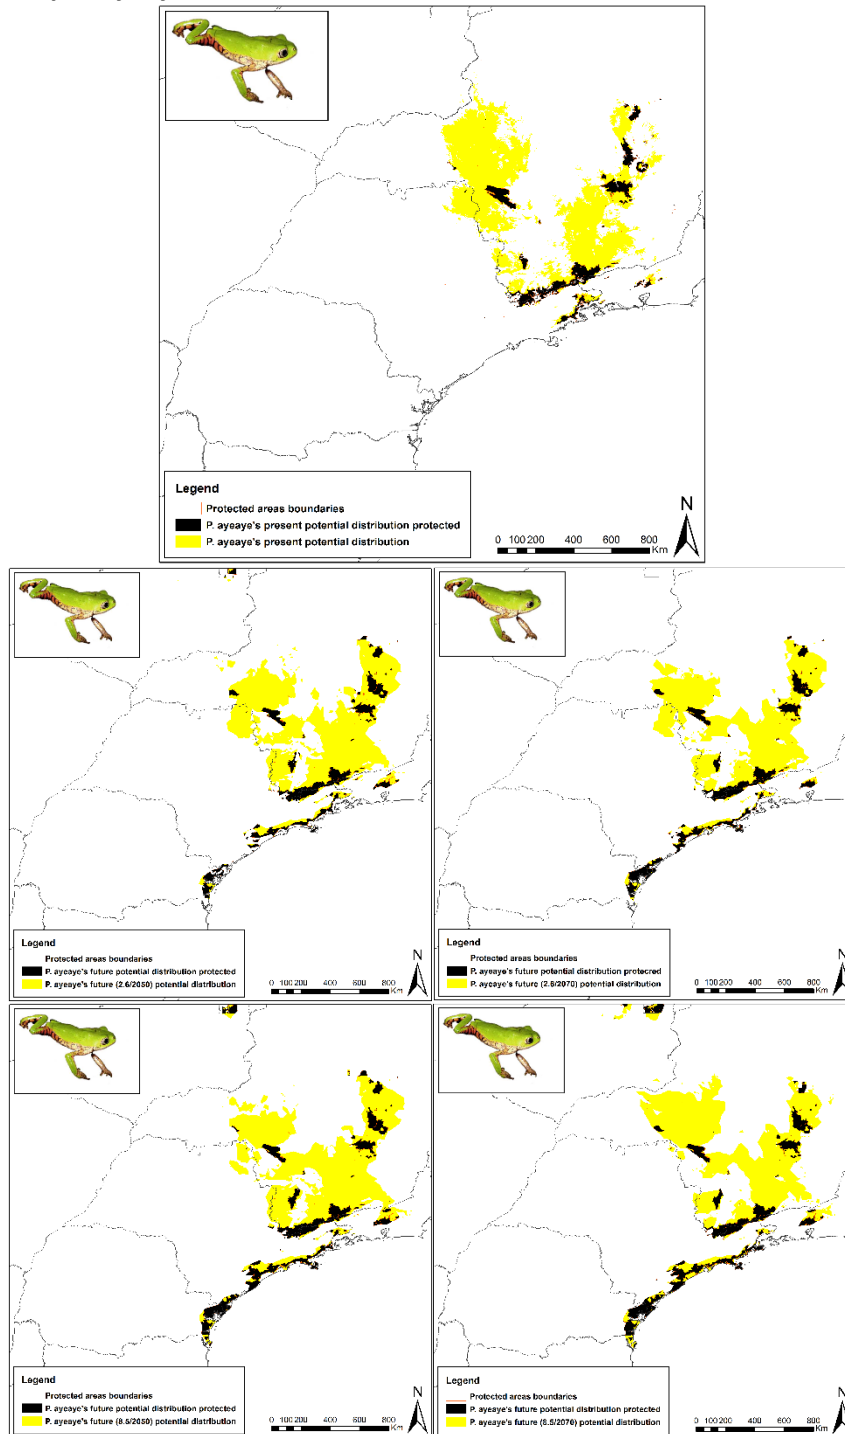 N
Legend
Protected areas boundaries
P. ayeaye's present potential distribution protected
P. ayeaye's present potential distribution
0 100 200 400 600 800
Km
N
Legend
Protected areas boundaries
P. ayeaye's future potential distribution protected
P. ayeaye's future (2.6/2050) potential distribution
0 100 200 400 600 800
Km
N
Legend
Protected areas boundaries
P. ayeaye's future potential distribution protected
P. ayeaye's future (2.6/2070) potential distribution
0 100 200 400 600 800
Km
N
Legend
Protected areas boundaries
P. ayeaye's future potential distribution protected
P. ayeaye's future (8.5/2050) potential distribution
0 100 200 400 600 800
Km
N
Legend
Protected areas boundaries
P. ayeaye's future potential distribution protected
P. ayeaye's future (8.5/2070) potential distribution
0 100 200 400 600 800
Km